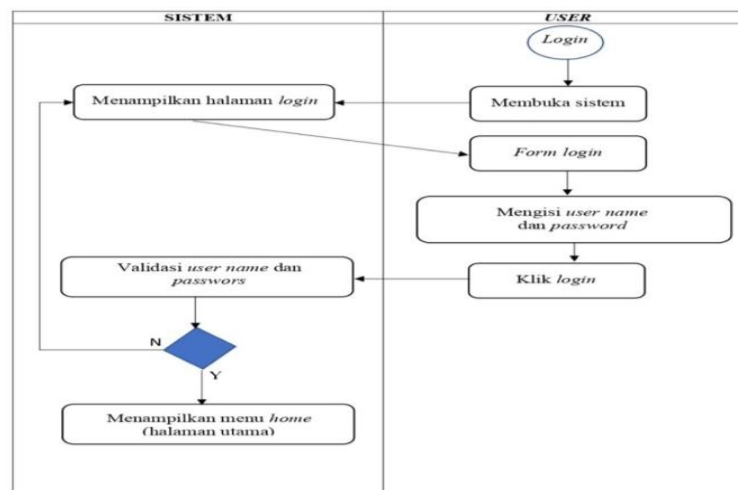 SISTEM
USER
Login
Menampilkan halaman login
Membuka sistem
Form login
Mengisi user name
dan password
Validasi user name dan
passwors
Klik login
N
Y
Menampilkan menu home
(halaman utama)